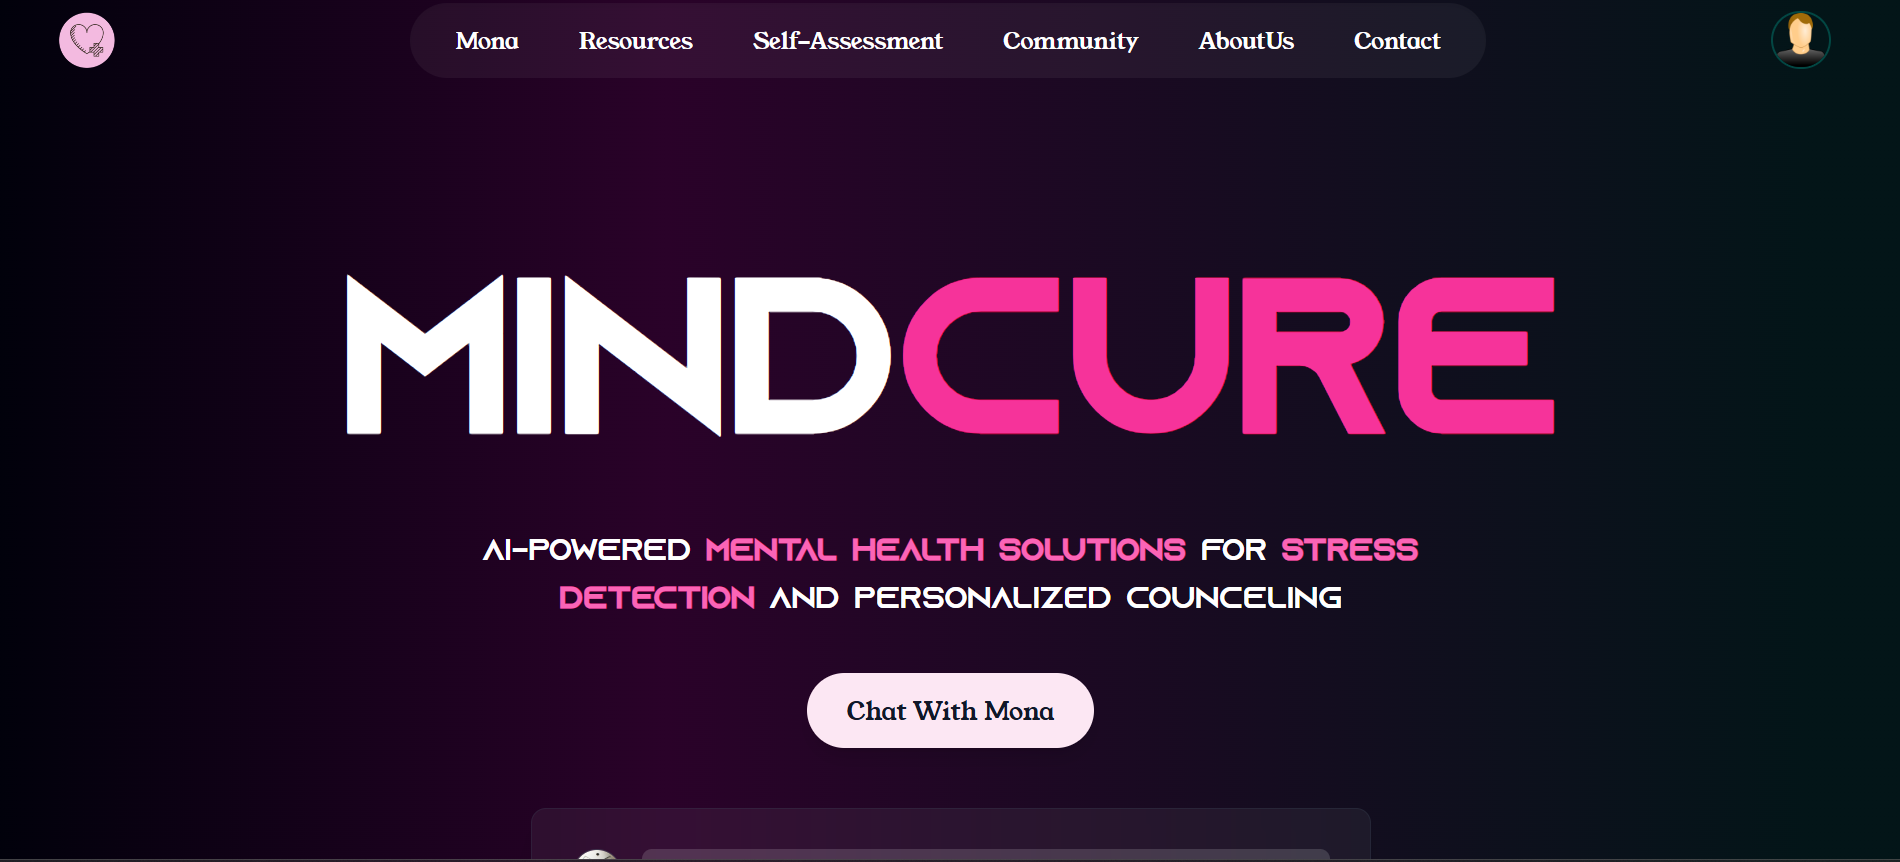 Mona Resources Self-Assessment Community AboutUs Contact
MINDCURE
AI-POWERED MENTAL HEALTH SOLUTIONS FOR STRESS
DETECTION AND PERSONALIZED COUNCELING
Chat With Mona